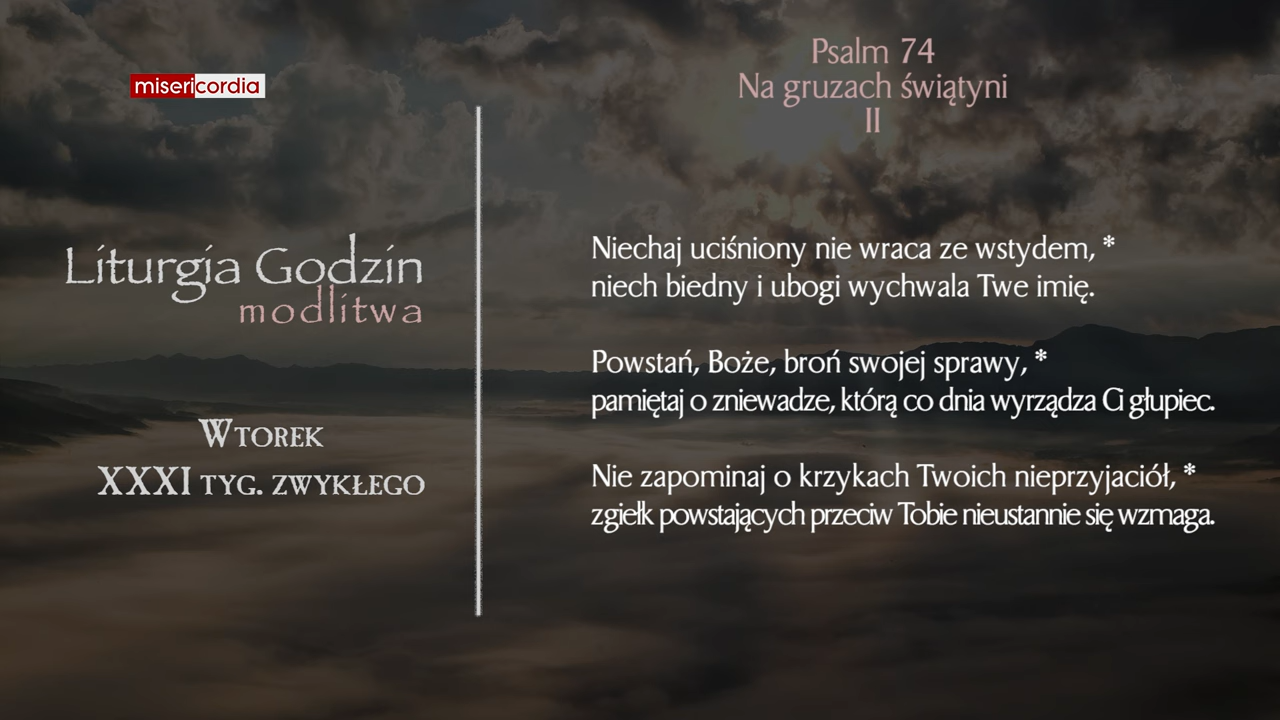 misericordia
Liturgia Godzin
modlitwa
Wtorek
XXXI tyg. zwykłego
Psalm 74
Na gruzach świątyni
II
Niechaj uciśniony nie wraca ze wstydem, *
niech biedny i ubogi wychwala Twe imię.
Powstań, Boże, broń swojej sprawy, *
pamiętaj o zniewadze, którą co dnia wyrządza Ci głupiec.
Nie zapominaj o krzykach Twoich nieprzyjaciół, *
zgiełk powstających przeciw Tobie nieustannie się wzmaga.